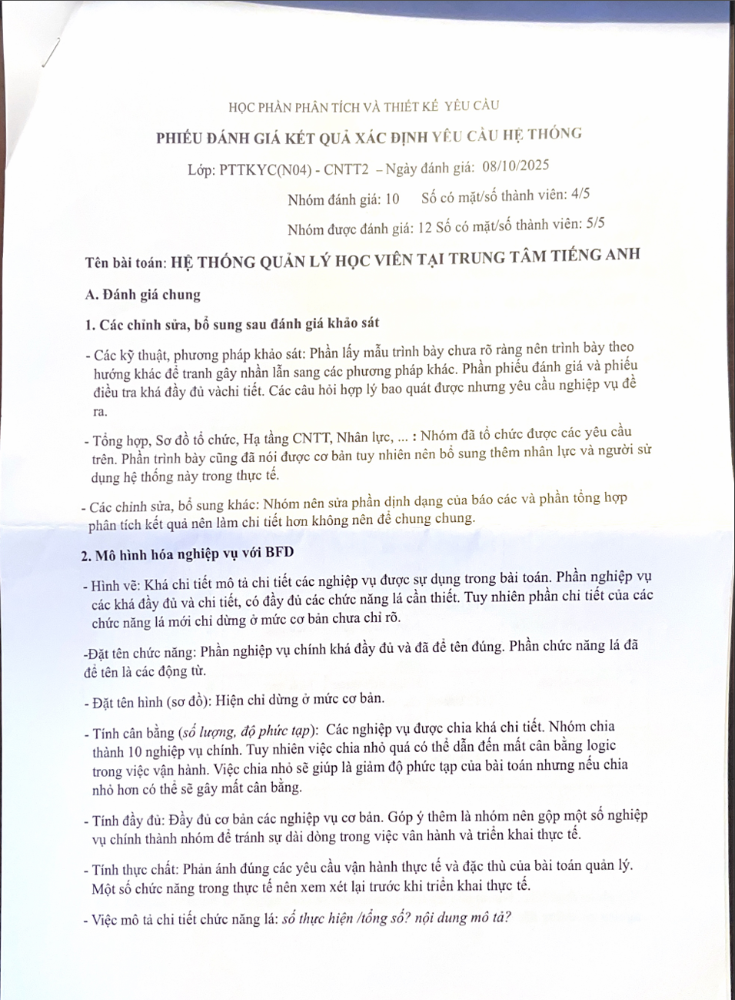 HỌC PHẦN PHÂN TÍCH VÀ THIẾT KẾ YÊU CẦU
PHIẾU ĐÁNH GIÁ KẾT QUẢ XÁC ĐỊNH YÊU CẦU HỆ THỐNG
Lớp: PTTKYC(N04) - CNTT2 – Ngày đánh giá: 08/10/2025
Nhóm đánh giá: 10 Số có mặt/số thành viên: 4/5
Nhóm được đánh giá: 12 Số có mặt/số thành viên: 5/5
Tên bài toán: HỆ THỐNG QUẢN LÝ HỌC VIÊN TẠI TRUNG TÂM TIẾNG ANH
A. Đánh giá chung
1. Các chỉnh sửa, bổ sung sau đánh giá khảo sát
- Các kỹ thuật, phương pháp khảo sát: Phần lấy mẫu trình bày chưa rõ ràng nên trình bày theo
hướng khác để tranh gây nhần lẫn sang các phương pháp khác. Phần phiếu đánh giá và phiếu
điều tra khá đầy đủ vàchi tiết. Các câu hỏi hợp lý bao quát được nhưng yêu cầu nghiệp vụ đề
ra.
- Tổng hợp, Sơ đồ tổ chức, Hạ tầng CNTT, Nhân lực, ... : Nhóm đã tổ chức được các yêu cầu
trên. Phần trình bày cũng đã nói được cơ bản tuy nhiên nên bổ sung thêm nhân lực và người sử
dụng hệ thống này trong thực tế.
- Các chỉnh sửa, bổ sung khác: Nhóm nên sửa phần dịnh dạng của báo các và phần tổng hợp
phân tích kết quả nên làm chi tiết hơn không nên để chung chung.
2. Mô hình hóa nghiệp vụ với BFD
- Hình vẽ: Khá chi tiết mô tả chi tiết các nghiệp vụ được sự dụng trong bài toán. Phần nghiệp vụ
các khá đầy đủ và chi tiết, có đầy đủ các chức năng lá cần thiết. Tuy nhiên phần chi tiết của các
chức năng lá mới chỉ dừng ở mức cơ bản chưa chỉ rõ.
-Đặt tên chức năng: Phần nghiệp vụ chính khá đầy đủ và đã để tên đúng. Phần chức năng lá đã
để tên là các động từ.
- Đặt tên hình (sơ đồ): Hiện chỉ dừng ở mức cơ bản.
- Tính cân bằng (số lượng, độ phức tạp): Các nghiệp vụ được chia khá chi tiết. Nhóm chia
thành 10 nghiệp vụ chính. Tuy nhiên việc chia nhỏ quá có thể dẫn đến mất cân bằng logic
trong việc vận hành. Việc chia nhỏ sẽ giúp là giảm độ phức tạp của bài toán nhưng nếu chia
nhỏ hơn có thể sẽ gây mất cân bằng.
- Tính đầy đủ: Đầy đủ cơ bản các nghiệp vụ cơ bản. Góp ý thêm là nhóm nên gộp một số nghiệp
vụ chính thành nhóm để tránh sự dài dòng trong việc vân hành và triển khai thực tế.
- Tính thực chất: Phản ánh đúng các yêu cầu vận hành thực tế và đặc thù của bài toán quản lý.
Một số chức năng trong thực tế nên xem xét lại trước khi triển khai thực tế.
- Việc mô tả chi tiết chức năng lá: số thực hiện /tổng số? nội dung mô tả?